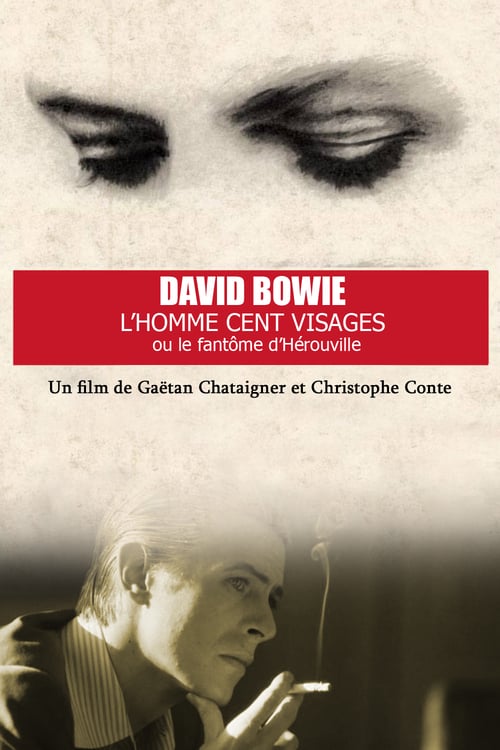 DAVID BOWIE
L'HOMME CENT VISAGES
ou le fantôme d'Hérouville
Un film de Gaëtan Chataigner et Christophe Conte